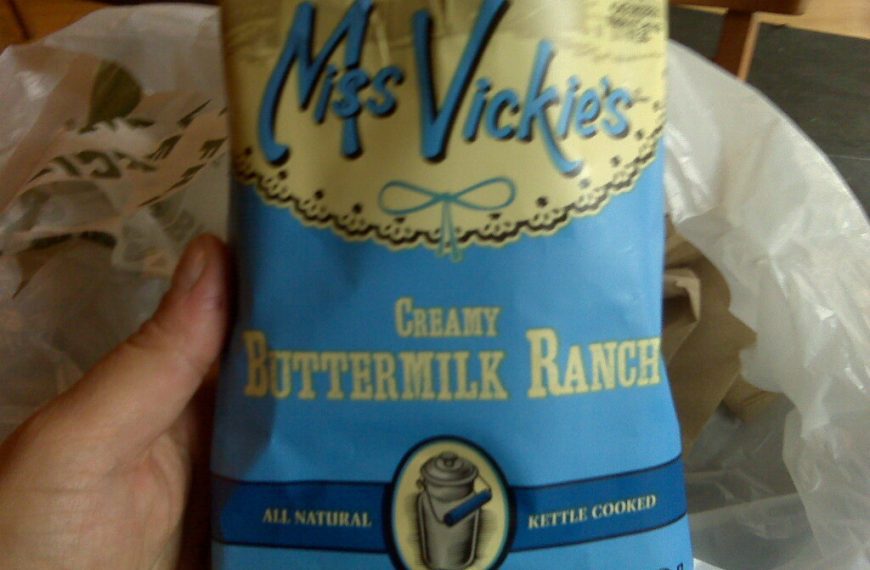 Miss Vickie's
CREAMY
BUTTERMILK RANCH
ALL NATURAL
KETTLE COOKED